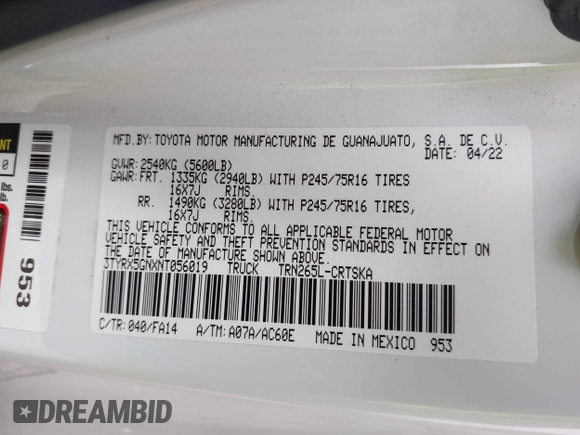 MFD.BY:TOYOTA MOTOR MANUFACTURING DE GUANAJUATO, S.A. DE C.V.
DATE: 04/22
GVWR:2540KG (5600LB)
GAWR:FRT. 1335KG (2940LB) WITH P245/75R16 TIRES
16X7J RIMS.
RR. 1490KG (3280LB) WITH P245/75R16 TIRES,
16X7J RIMS.
THIS VEHICLE CONFORMS TO ALL APPLICABLE FEDERAL MOTOR
VEHICLE SAFETY AND THEFT PREVENTION STANDARDS IN EFFECT ON
THE DATE OF MANUFACTURE SHOWN ABOVE.
3TYRX5GNXNT056019 TRUCK TRN265L-CRTSKA
C/TR:040/FA14 A/TM:A07A/AC60E MADE IN MEXICO 953
0
lbs.
lbs.
953
DREAMBID